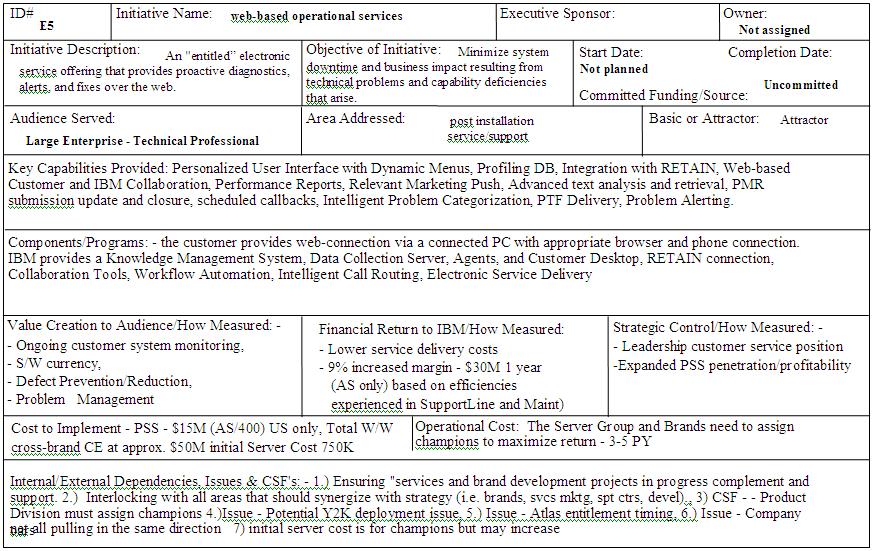 ID# Initiative Name: web-based operational services Executive Sponsor: Owner:
E5 Not assigned
Initiative Description: An "entitled" electronic
service offering that provides proactive diagnostics,
alerts, and fixes over the web.
Objective of Initiative: Minimize system
downtime and business impact resulting from
technical problems and capability deficiencies
that arise.
Start Date: Completion Date:
Not planned
Uncommitted
Committed Funding/Source:
Audience Served:
Large Enterprise - Technical Professional
Area Addressed: post installation
service/support
Basic or Attractor: Attractor
Key Capabilities Provided: Personalized User Interface with Dynamic Menus, Profiling DB, Integration with RETAIN, Web-based
Customer and IBM Collaboration, Performance Reports, Relevant Marketing Push, Advanced text analysis and retrieval, PMR
submission update and closure, scheduled callbacks, Intelligent Problem Categorization, PTF Delivery, Problem Alerting.
Components/Programs: - the customer provides web-connection via a connected PC with appropriate browser and phone connection.
IBM provides a Knowledge Management System, Data Collection Server, Agents, and Customer Desktop, RETAIN connection,
Collaboration Tools, Workflow Automation, Intelligent Call Routing, Electronic Service Delivery
Value Creation to Audience/How Measured: -
- Ongoing customer system monitoring,
- S/W currency,
- Defect Prevention/Reduction,
- Problem Management
Financial Return to IBM/How Measured:
- Lower service delivery costs
- 9% increased margin - $30M 1 year
(AS only) based on efficiencies
experienced in SupportLine and Maint)
Strategic Control/How Measured: -
- Leadership customer service position
-Expanded PSS penetration/profitability
Cost to Implement - PSS - $15M (AS/400) US only, Total W/W
cross-brand CE at approx. $50M initial Server Cost 750K
Operational Cost: The Server Group and Brands need to assign
champions to maximize return - 3-5 PY
Internal/External Dependencies, Issues & CSF's: - 1.) Ensuring "services and brand development projects in progress complement and
support. 2.) Interlocking with all areas that should synergize with strategy (i.e. brands, svcs mktg, spt ctrs, devel)., 3) CSF - - Product
Division must assign champions 4.)Issue - Potential Y2K deployment issue, 5.) Issue - Atlas entitlement timing, 6.) Issue - Company
not all pulling in the same direction 7) initial server cost is for champions but may increase